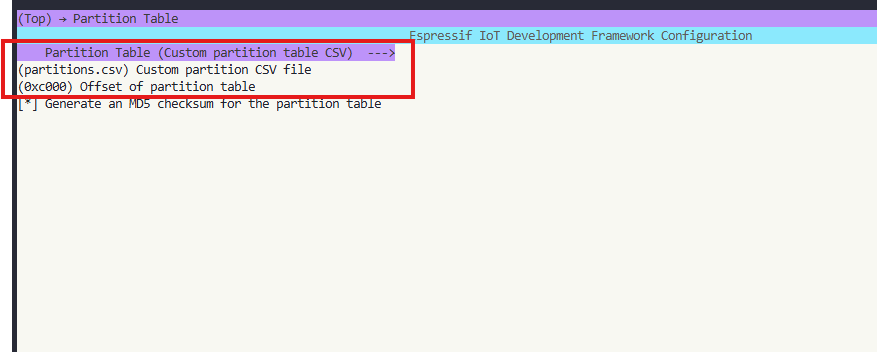 (Top) → Partition Table
Espressif IoT Development Framework Configuration
Partition Table (Custom partition table CSV)  --->
(partitions.csv) Custom partition CSV file
(0xc000) Offset of partition table
[*] Generate an MD5 checksum for the partition table